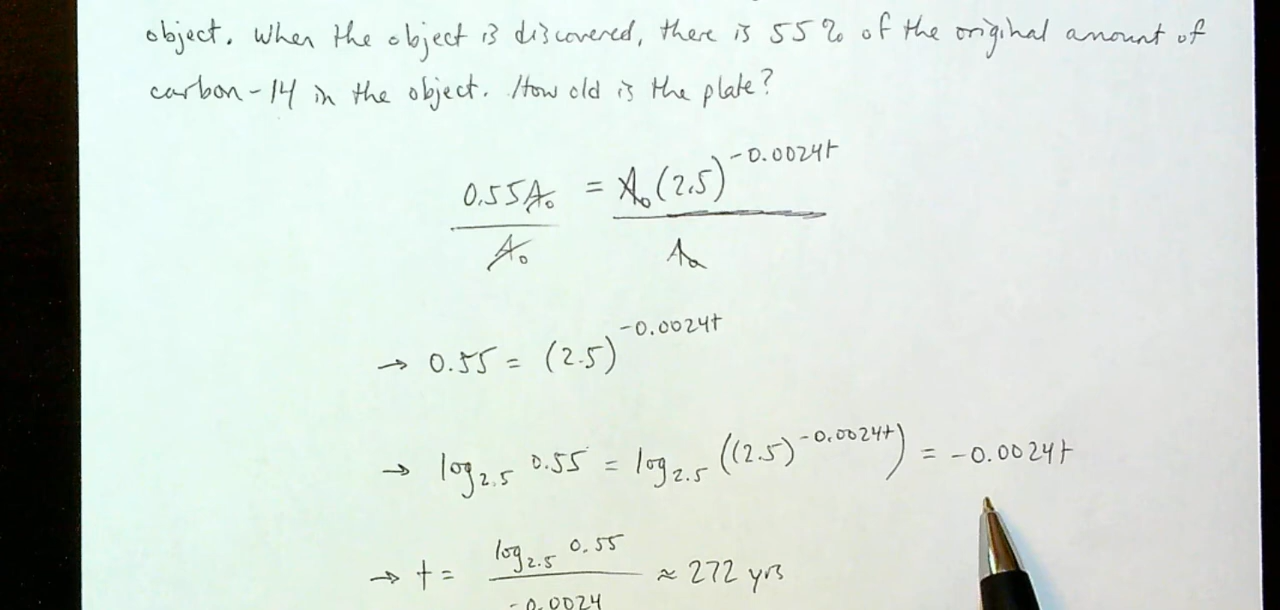 object. When the object is discovered, there is 55% of the original amount of
carbon-14 in the object. How old is the plate?
0.55A₀ / A₀ = A₀(2.5)^(-0.0024t) / A₀
→ 0.55 = (2.5)^(-0.0024t)
→ log₂.₅ 0.55 = log₂.₅ ((2.5)^(-0.0024t)) = -0.0024t
→ t = log₂.₅ 0.55 / -0.0024 ≈ 272 yrs